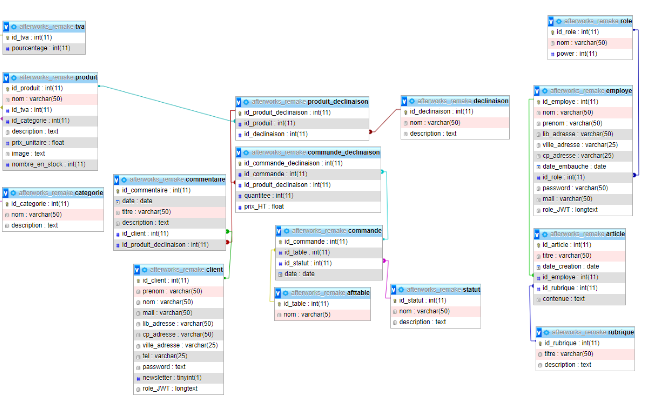 afterworks_remake tva
id_tva : int(11)
pourcentage : int(11)
afterworks_remake produit
id_produit : int(11)
nom : varchar(50)
id_tva : int(11)
id_categorie : int(11)
description : text
prix_unitaire : float
image : text
nombre_en_stock : int(11)
afterworks_remake categorie
id_categorie : int(11)
nom : varchar(50)
description : text
afterworks_remake commentaire
id_commentaire : int(11)
date : date
titre : varchar(50)
description : text
id_client : int(11)
id_produit_declinaison : int(11)
afterworks_remake client
id_client : int(11)
prenom : varchar(50)
nom : varchar(50)
mail : varchar(50)
lib_adresse : varchar(50)
cp_adresse : varchar(50)
ville_adresse : varchar(25)
tel : varchar(25)
password : text
newsletter : tinyint(1)
role_JWT : longtext
afterworks_remake produit_declinaison
id_produit_declinaison : int(11)
id_produit : int(11)
id_declinaison : int(11)
afterworks_remake commande_declinaison
id_commande_declinaison : int(11)
id_commande : int(11)
id_produit_declinaison : int(11)
quantitee : int(11)
prix_HT : float
afterworks_remake commande
id_commande : int(11)
id_table : int(11)
id_statut : int(11)
date : date
afterworks_remake afttable
id_table : int(11)
nom : varchar(5)
afterworks_remake declinaison
id_declinaison : int(11)
nom : varchar(50)
description : text
afterworks_remake statut
id_statut : int(11)
nom : varchar(50)
description : text
afterworks_remake role
id_role : int(11)
nom : varchar(50)
power : int(11)
afterworks_remake employe
id_employe : int(11)
nom : varchar(50)
prenom : varchar(50)
lib_adresse : varchar(50)
ville_adresse : varchar(25)
cp_adresse : varchar(25)
date_embauche : date
id_role : int(11)
password : varchar(50)
mail : varchar(50)
role_JWT : longtext
afterworks_remake article
id_article : int(11)
titre : varchar(50)
date_creation : date
id_employe : int(11)
id_rubrique : int(11)
contenue : text
afterworks_remake rubrique
id_rubrique : int(11)
titre : varchar(50)
description : text